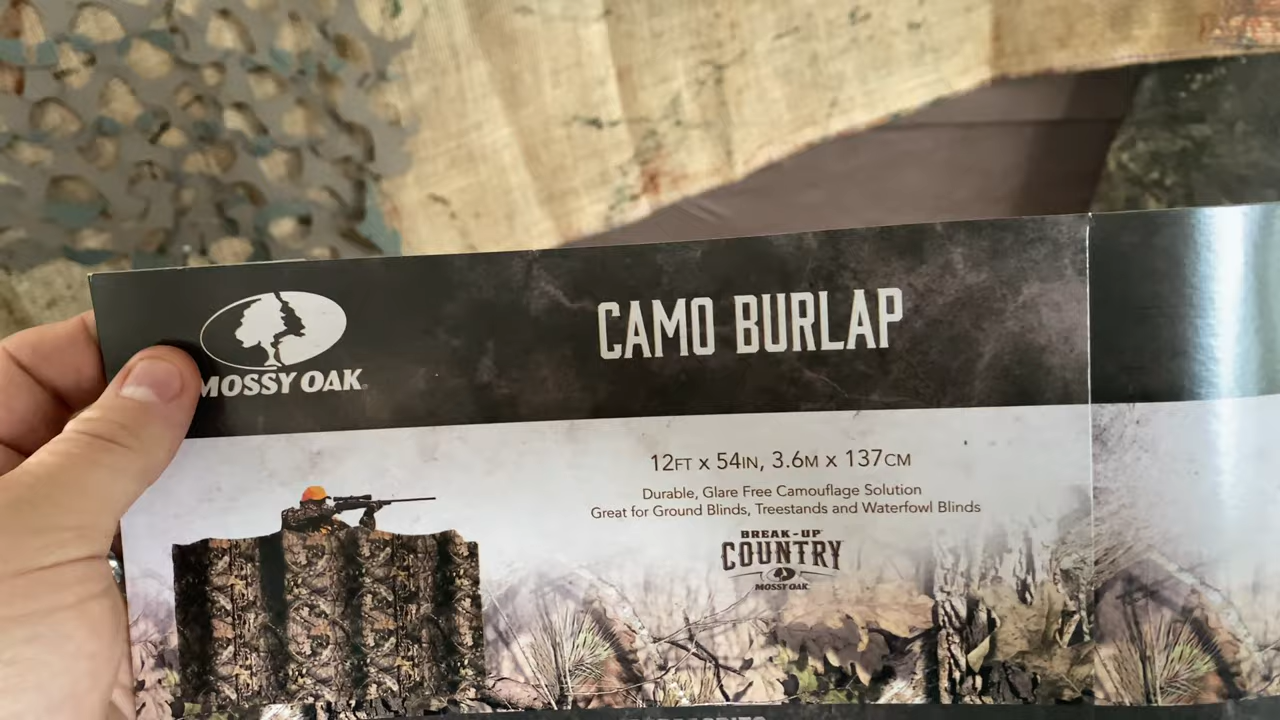 MOSSY OAK
CAMO BURLAP
12FT x 54IN, 3.6M x 137CM
Durable, Glare Free Camouflage Solution
Great for Ground Blinds, Treestands and Waterfowl Blinds
BREAK-UP
COUNTRY
MOSSY OAK